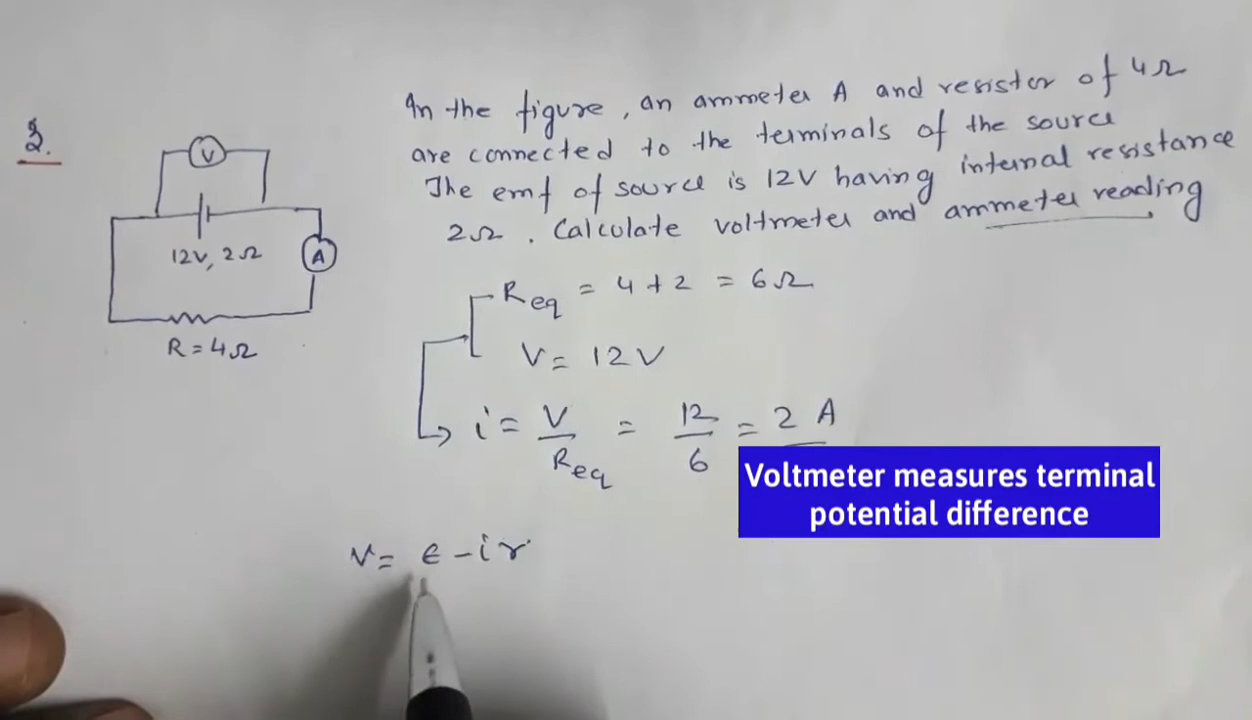 2.
In the figure, an ammeter A and resistor of 4Ω
are connected to the terminals of the source
The emf of source is 12V having internal resistance
2Ω. Calculate voltmeter and ammeter reading
V
12V, 2Ω
A
R = 4Ω
Req = 4 + 2 = 6Ω
V = 12V
i = V/Req = 12/6 = 2 A
Voltmeter measures terminal
potential difference
V = ϵ - ir